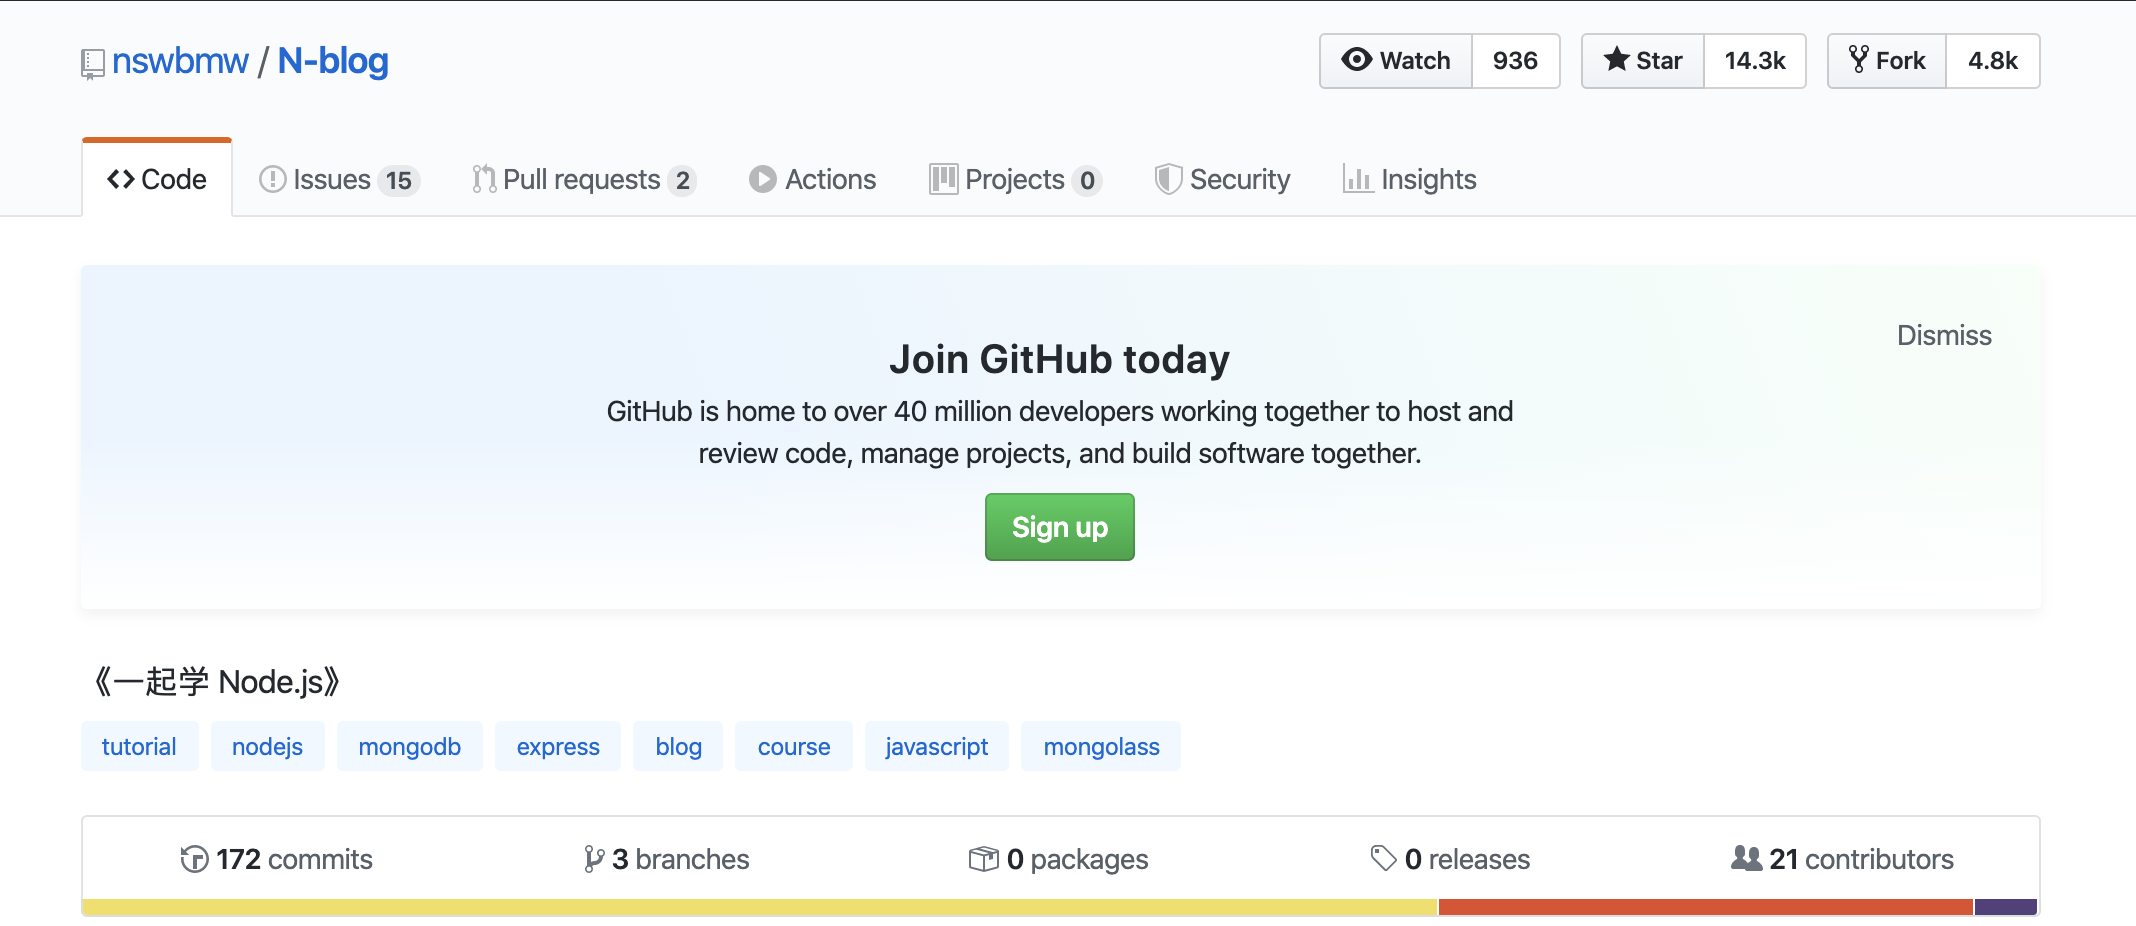 nswbmw / N-blog
Watch 936 Star 14.3k Fork 4.8k
Code Issues 15 Pull requests 2 Actions Projects 0 Security Insights
Dismiss
Join GitHub today
GitHub is home to over 40 million developers working together to host and
review code, manage projects, and build software together.
Sign up
《一起学 Node.js》
tutorial nodejs mongodb express blog course javascript mongolass
172 commits 3 branches 0 packages 0 releases 21 contributors